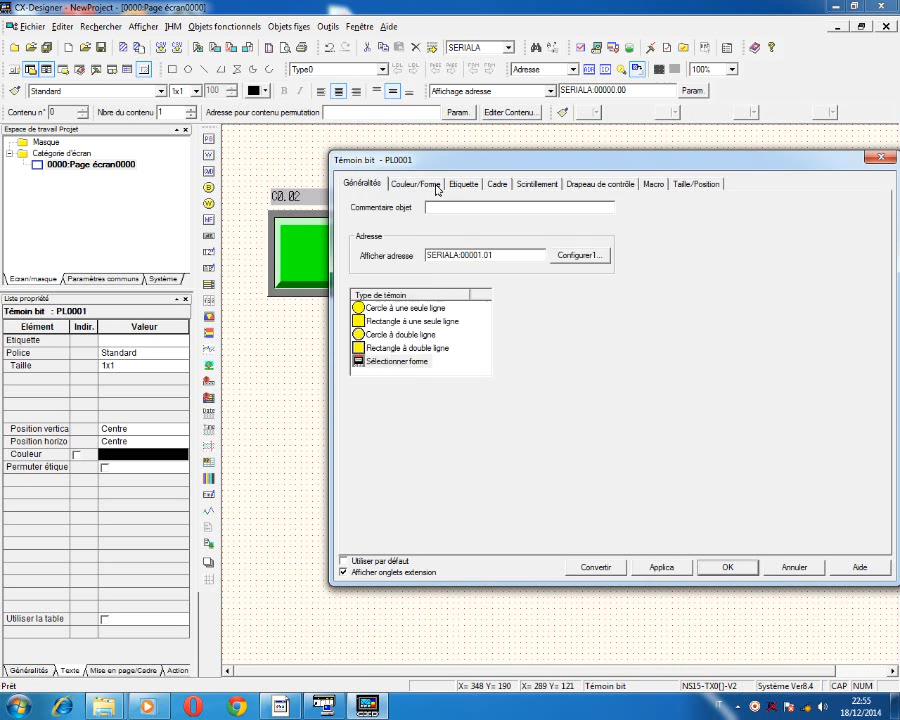 CX-Designer - NewProject - [0000:Page écran0000]
Fichier Editer Rechercher Afficher IHM Objets fonctionnels Objets fixes Outils Fenêtre Aide
SERIALA
Type0 Adresse 100%
Standard 1x1 100 B I Affichage adresse SERIALA:00000.00 Param.
Contenu n° 0 Nbre du contenu 1 Adresse pour contenu permutation Param. Editer Contenu...
Espace de travail Projet
Masque
Catégorie d'écran
0000:Page écran0000
Ecran/masque Paramètres communs Système
Liste propriété
Témoin bit : PL0001
Elément Indir. Valeur
Etiquette
Police Standard
Taille 1x1
Position vertica Centre
Position horizo Centre
Couleur
Permuter étique
Utiliser la table
Généralités Texte Mise en page/Cadre Action
C0.02
Témoin bit - PL0001
Généralités Couleur/Forme Etiquette Cadre Scintillement Drapeau de contrôle Macro Taille/Position
Commentaire objet
Adresse
Afficher adresse SERIALA:00001.01 Configurer1...
Type de témoin
Cercle à une seule ligne
Rectangle à une seule ligne
Cercle à double ligne
Rectangle à double ligne
Sélectionner forme
Utiliser par défaut
Afficher onglets extension
Convertir Applica OK Annuler Aide
Prêt X= 348 Y= 190 X= 289 Y= 121 Témoin bit NS15-TX0[]-V2 Système Ver8.4 CAP NUM
IT 22:55
18/12/2014